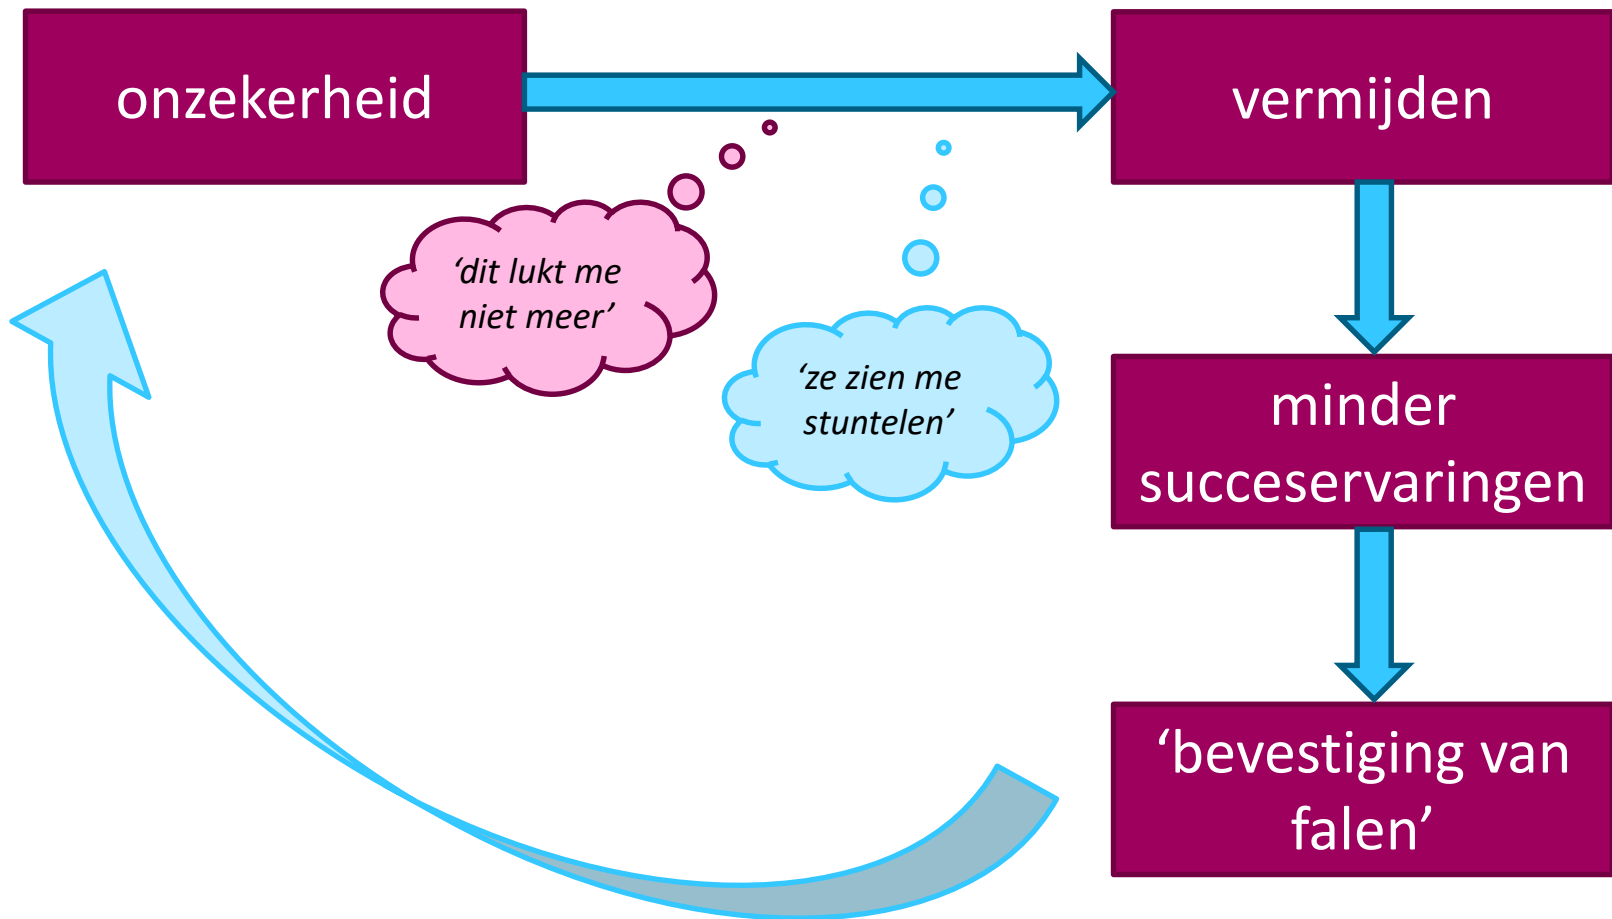 onzekerheid
vermijden
‘dit lukt me
niet meer’
‘ze zien me
stuntelen’
minder
succeservaringen
‘bevestiging van
falen’